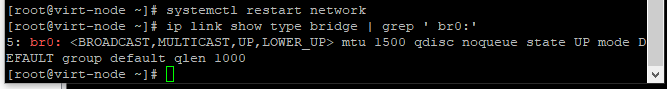 [root@virt-node ~]# systemctl restart network
[root@virt-node ~]# ip link show type bridge | grep ' br0:'
5: br0: <BROADCAST,MULTICAST,UP,LOWER_UP> mtu 1500 qdisc noqueue state UP mode D
EFAULT group default qlen 1000
[root@virt-node ~]#